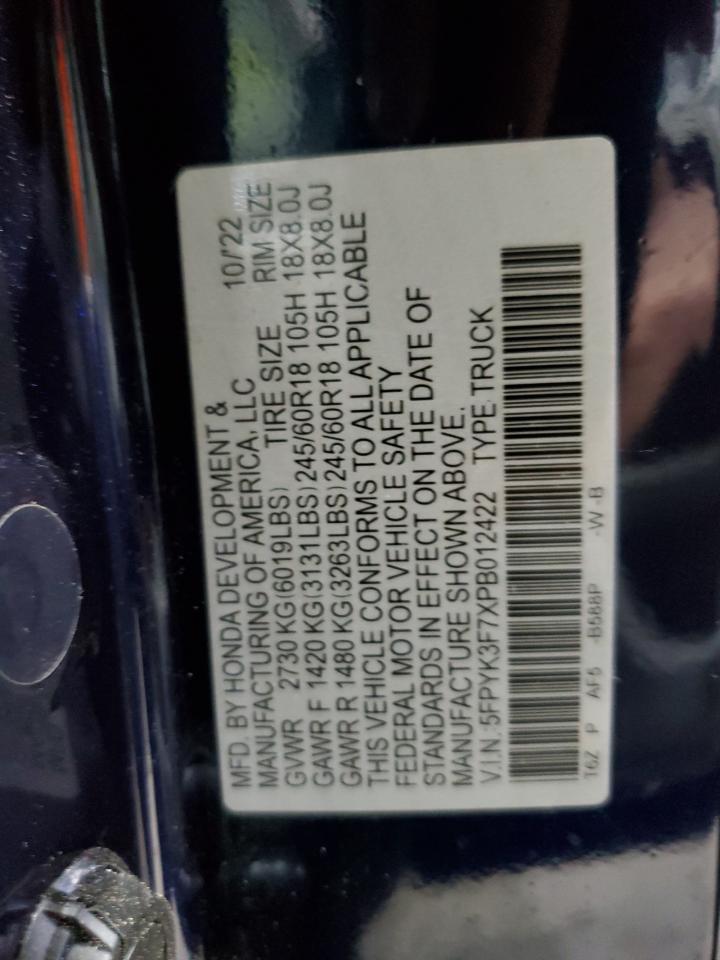 MFD. BY HONDA DEVELOPMENT & 10/'22
MANUFACTURING OF AMERICA, LLC
GVWR 2730 KG(6019LBS) TIRE SIZE RIM SIZE
GAWR F 1420 KG(3131LBS) 245/60R18 105H 18X8.0J
GAWR R 1480 KG(3263LBS) 245/60R18 105H 18X8.0J
THIS VEHICLE CONFORMS TO ALL APPLICABLE
FEDERAL MOTOR VEHICLE SAFETY
STANDARDS IN EFFECT ON THE DATE OF
MANUFACTURE SHOWN ABOVE.
V.I.N.:5FPYK3F7XPB012422 TYPE:TRUCK
T6Z P AF5 -B588P -W -B